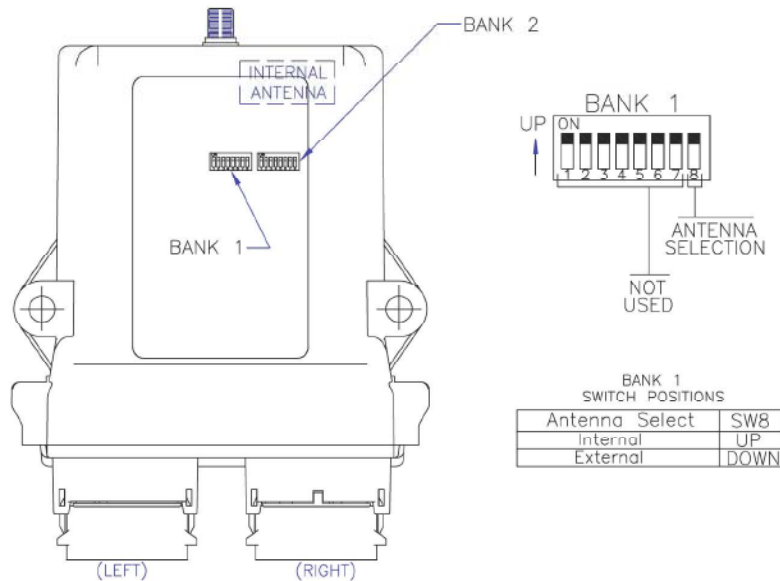 BANK 2
INTERNAL
ANTENNA
BANK 1
(LEFT)
(RIGHT)
BANK 1
UP
ON
1 2 3 4 5 6 7 8
ANTENNA
SELECTION
NOT
USED
BANK 1
SWITCH POSITIONS
Antenna Select SW8
Internal UP
External DOWN